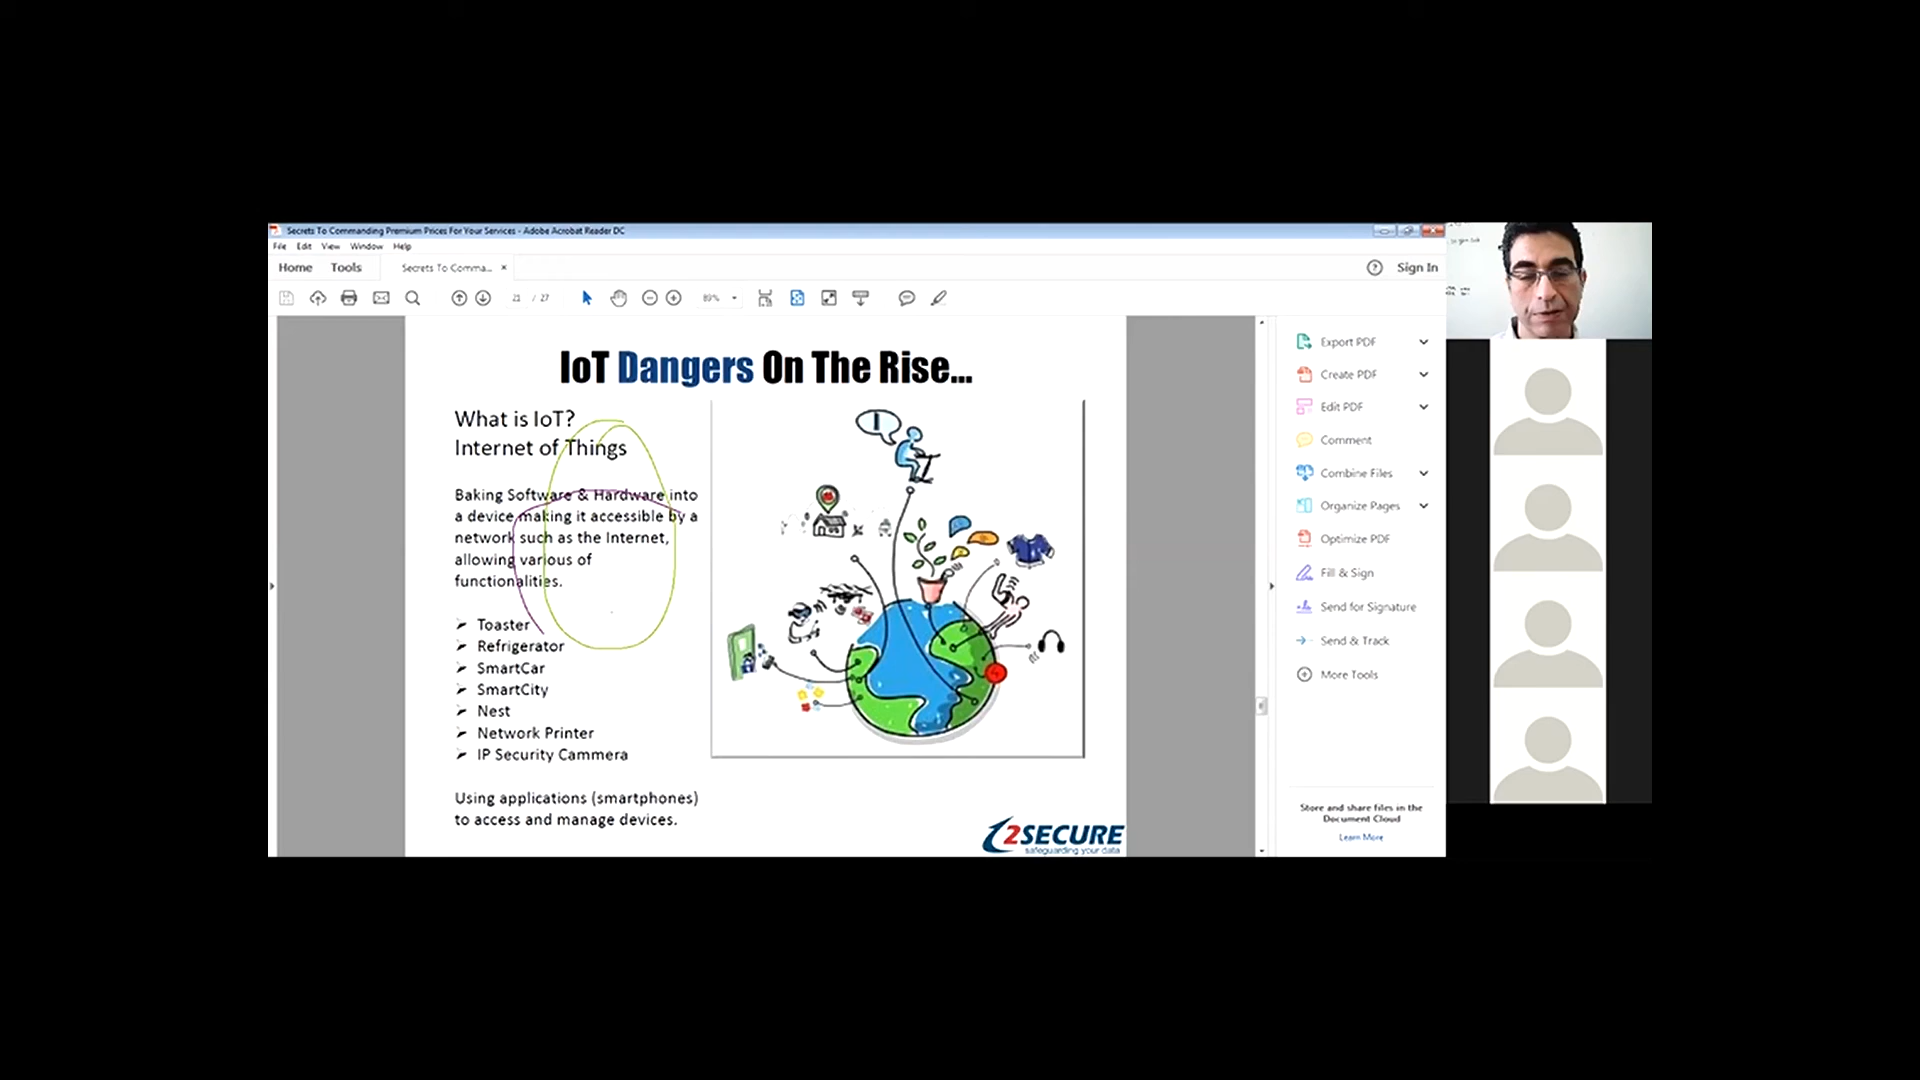 Secrets To Commanding Premium Prices For Your Services - Adobe Acrobat Reader DC
File Edit View Window Help
Home Tools Secrets To Comma... ×
Sign In
21 / 27
89%
IoT Dangers On The Rise...
What is IoT?
Internet of Things
Baking Software & Hardware into
a device making it accessible by a
network such as the Internet,
allowing various of
functionalities.
Toaster
Refrigerator
SmartCar
SmartCity
Nest
Network Printer
IP Security Cammera
Using applications (smartphones)
to access and manage devices.
2SECURE
safeguarding your data
Export PDF
Create PDF
Edit PDF
Comment
Combine Files
Organize Pages
Optimize PDF
Fill & Sign
Send for Signature
Send & Track
More Tools
Store and share files in the
Document Cloud
Learn More